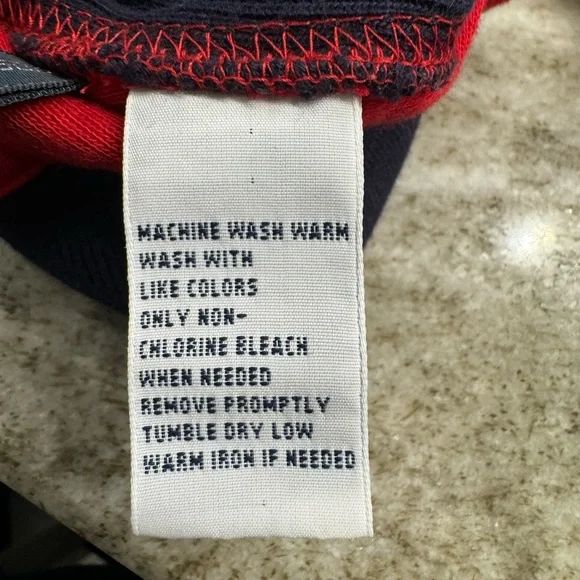 MACHINE WASH WARM
WASH WITH
LIKE COLORS
ONLY NON-
CHLORINE BLEACH
WHEN NEEDED
REMOVE PROMPTLY
TUMBLE DRY LOW
WARM IRON IF NEEDED